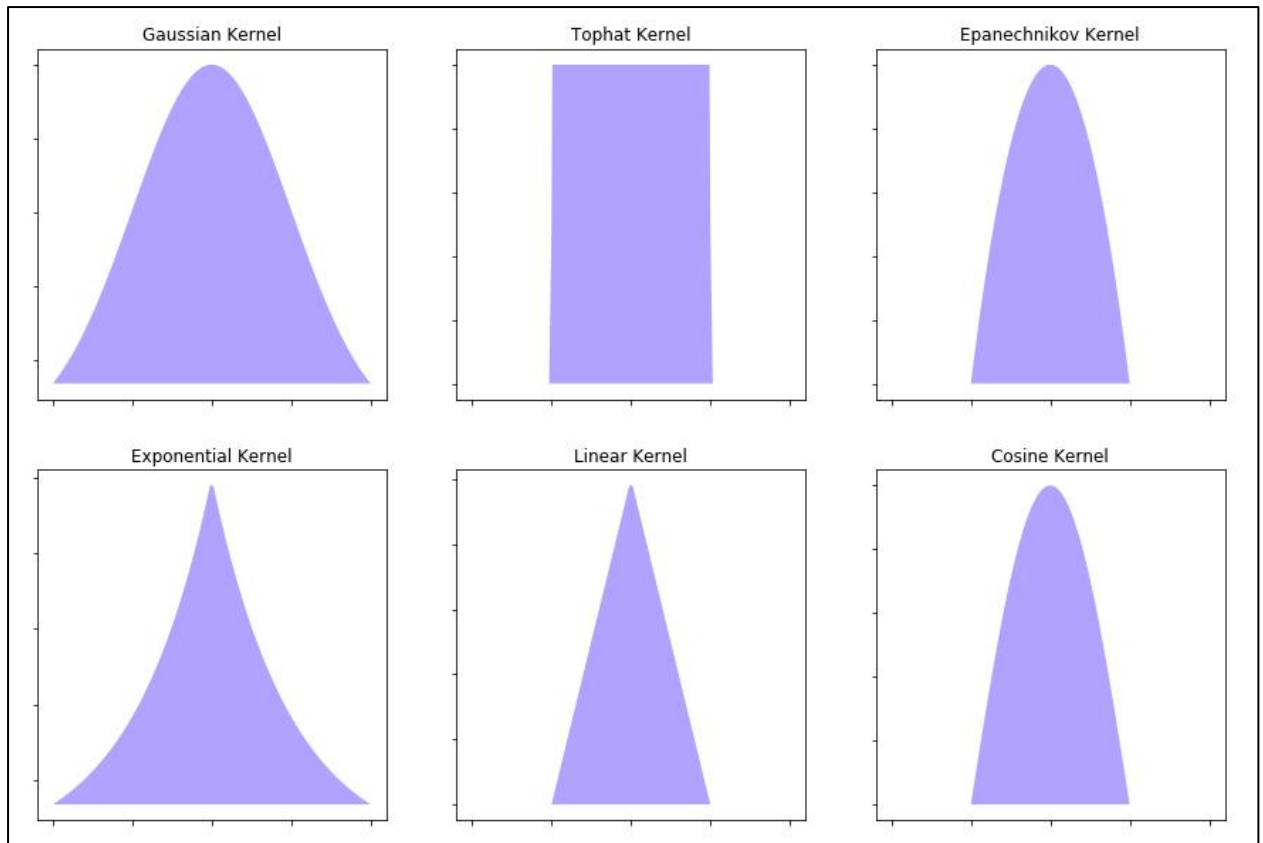 Gaussian Kernel
Tophat Kernel
Epanechnikov Kernel
Exponential Kernel
Linear Kernel
Cosine Kernel